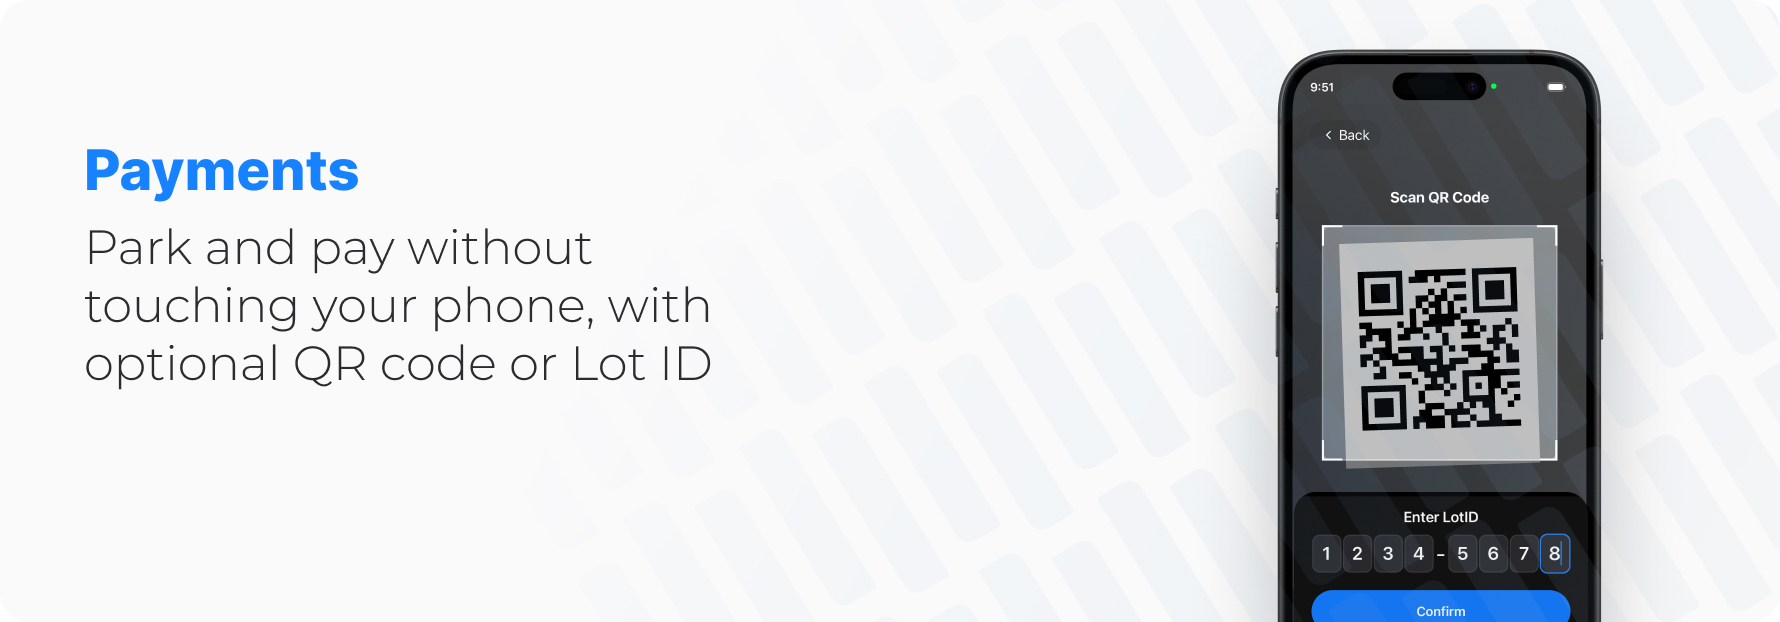 Payments
Park and pay without
touching your phone, with
optional QR code or Lot ID
9:51
Back
Scan QR Code
Enter LotID
1 2 3 4 - 5 6 7 8
Confirm